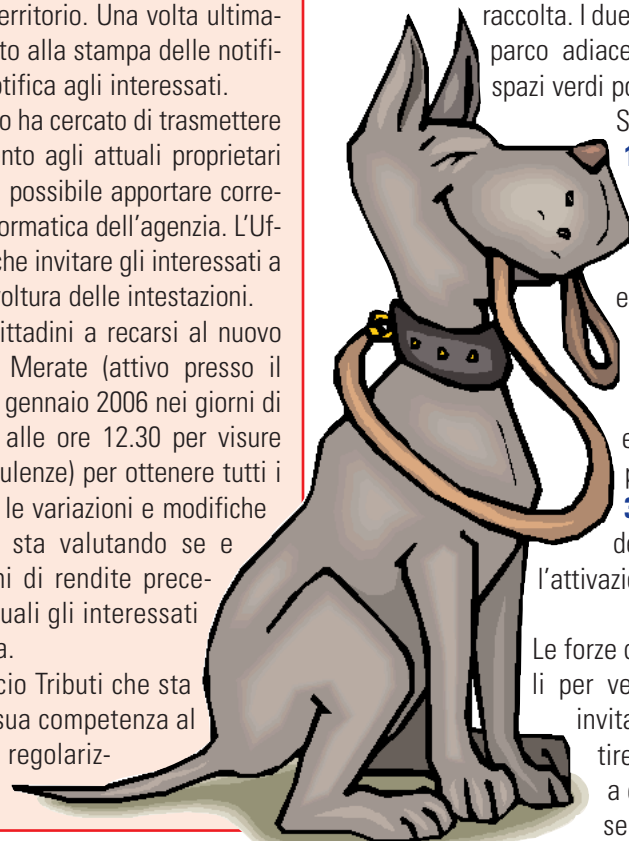 erritorio. Una volta ultima-
to alla stampa delle notifi-
otifica agli interessati.
o ha cercato di trasmettere
nto agli attuali proprietari
possibile apportare corre-
ormatica dell'agenzia. L'Uf-
che invitare gli interessati a
voltura delle intestazioni.
cittadini a recarsi al nuovo
Merate (attivo presso il
gennaio 2006 nei giorni di
alle ore 12.30 per visure
ulenze) per ottenere tutti i
le variazioni e modifiche
sta valutando se e
ni di rendite prece-
uali gli interessati
a.
cio Tributi che sta
sua competenza al
regolariz-
raccolta. I due
parco adiace
spazi verdi po
S
1
e
e
p
3
de
l'attivazio
Le forze d
li per ve
invita
tire
a c
se